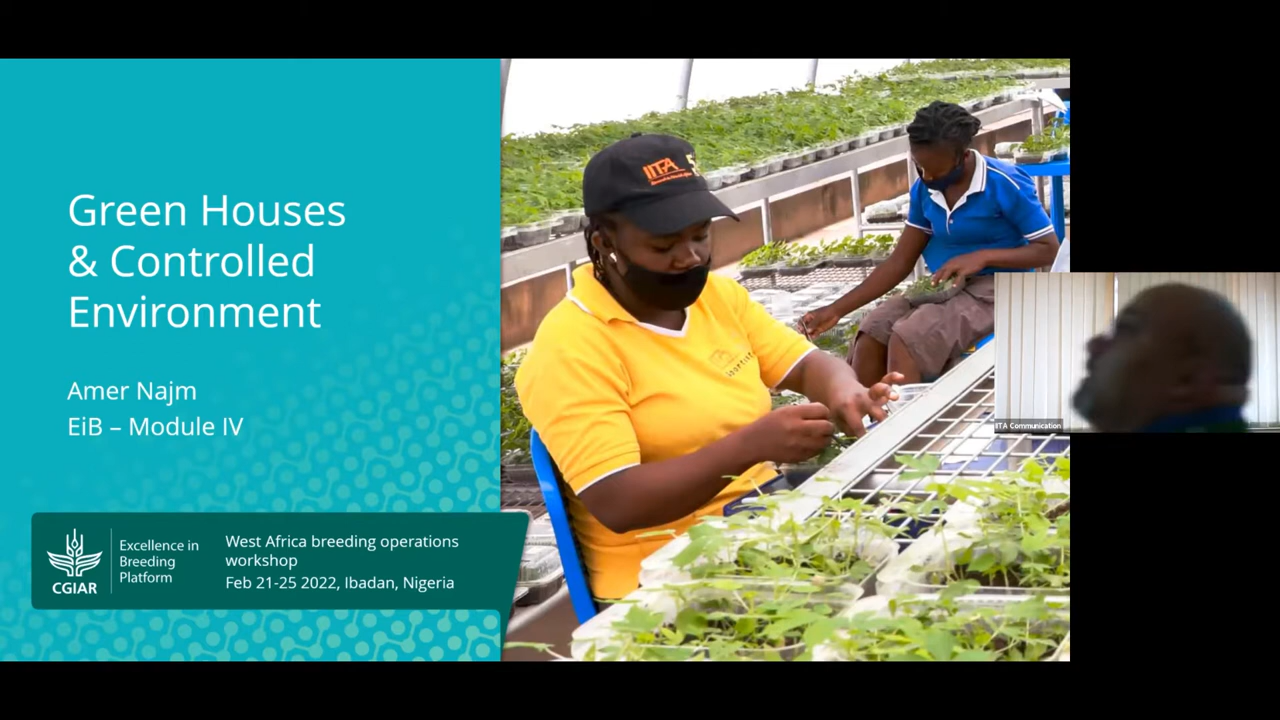 Green Houses
& Controlled
Environment
Amer Najm
EiB – Module IV
CGIAR
Excellence in
Breeding
Platform
West Africa breeding operations
workshop
Feb 21-25 2022, Ibadan, Nigeria
IITA
IITA Communication